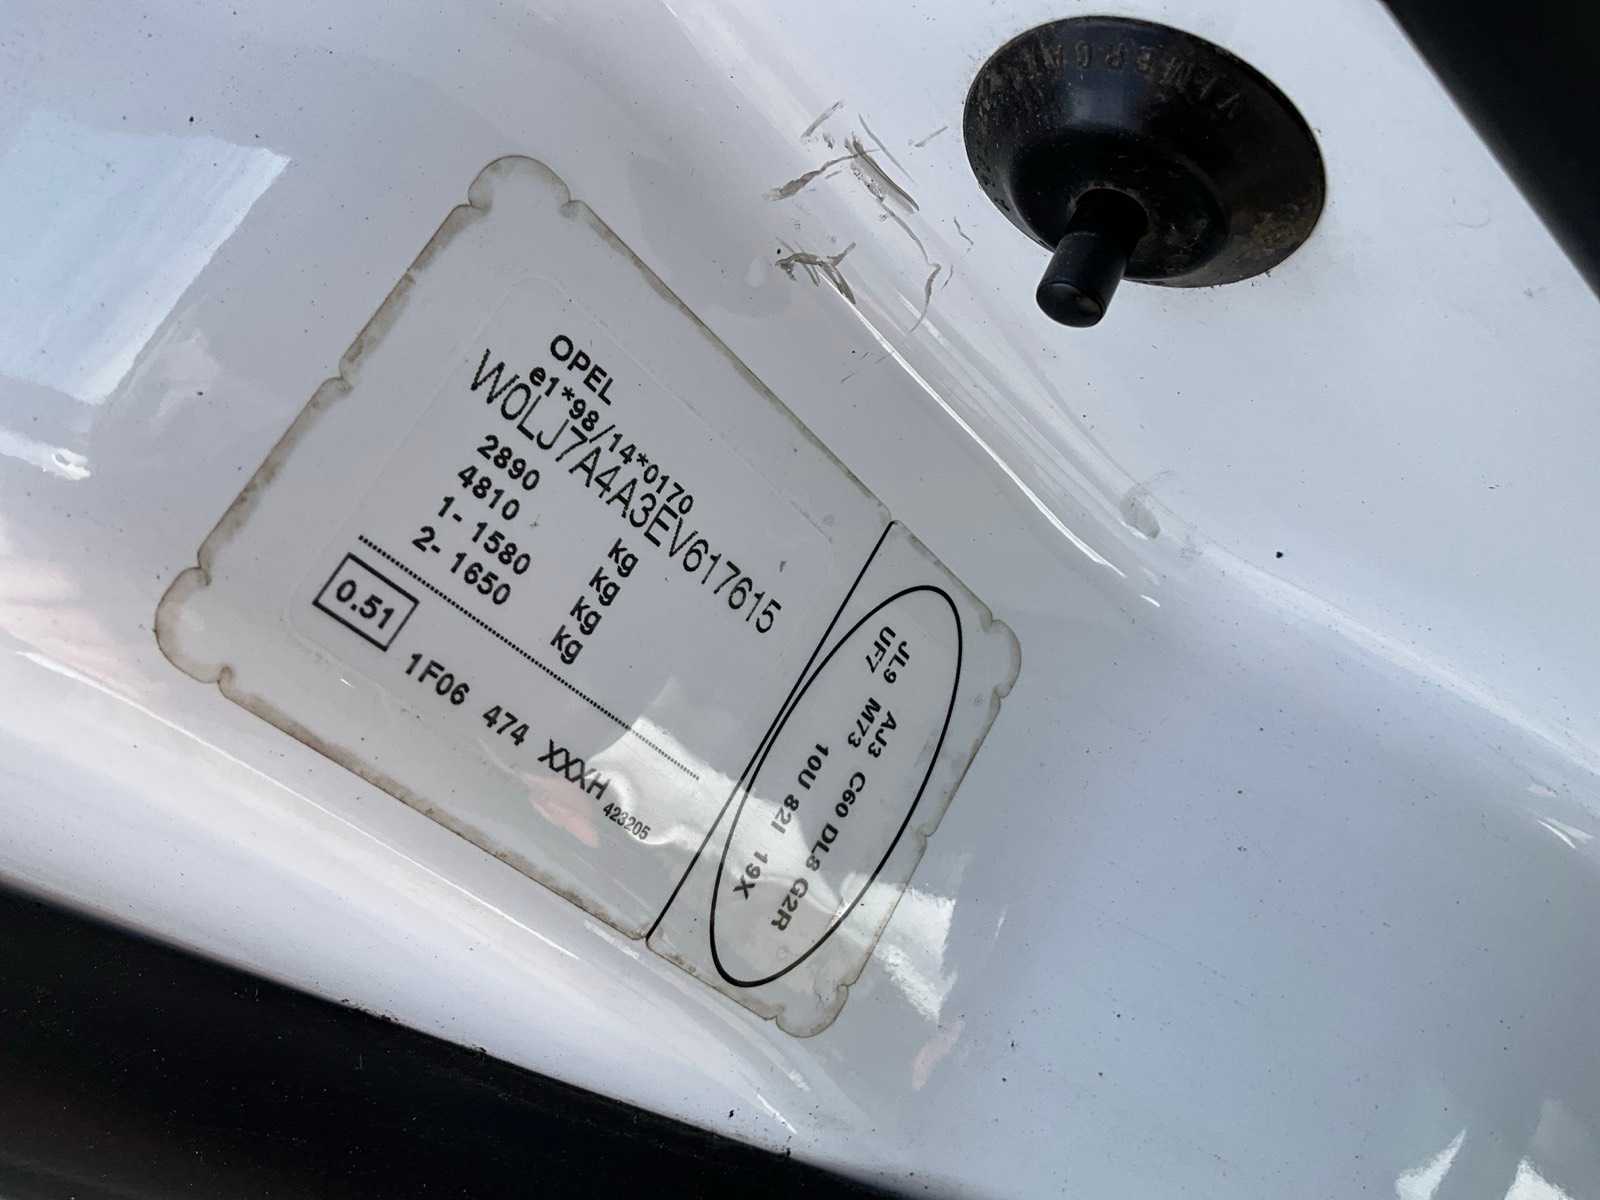 OPEL
e1*98/14*0170
W0LJ7A4A3EV617615
2890 kg
4810 kg
1- 1580 kg
2- 1650 kg
0.51 1F06 474 XXXH 423205
JL9 AJ3 C60 DL8 G2R
UF7 M73 10U 82I 19X